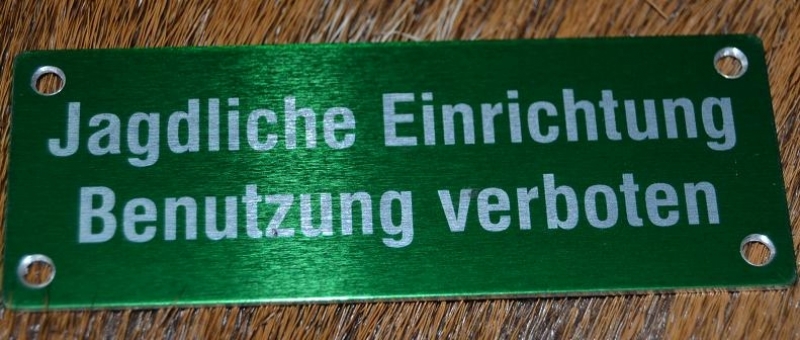 Jagdliche Einrichtung
Benutzung verboten